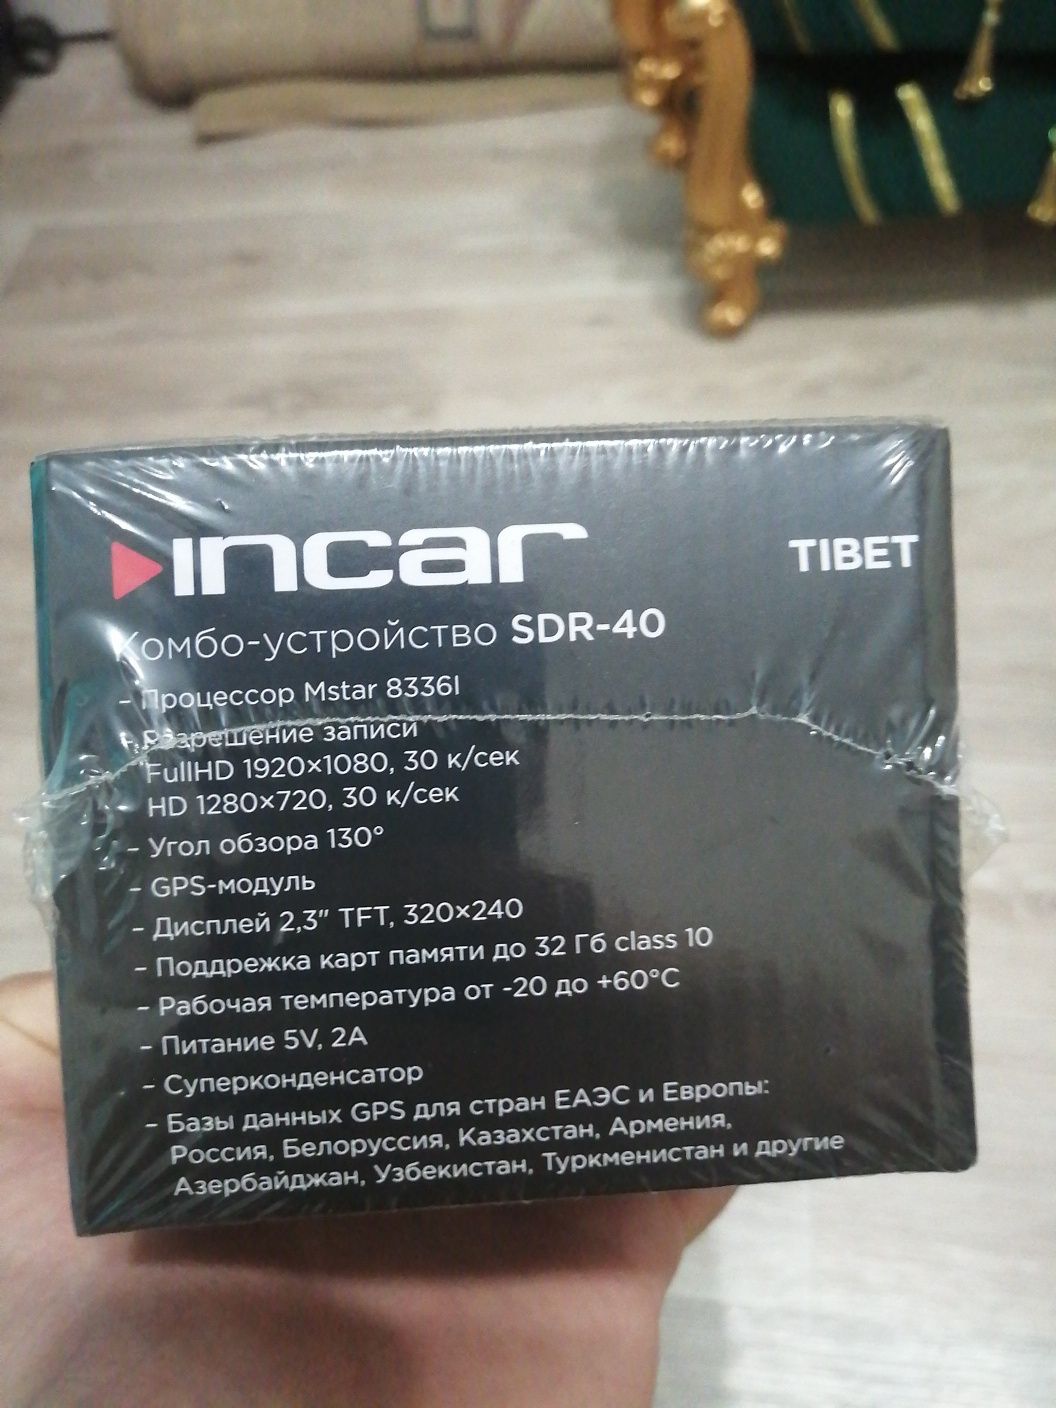 incar
TIBET
Комбо-устройство SDR-40
- Процессор Mstar 8336I
- Разрешение записи
FullHD 1920×1080, 30 к/сек
HD 1280×720, 30 к/сек
- Угол обзора 130°
- GPS-модуль
- Дисплей 2,3" TFT, 320×240
- Поддрежка карт памяти до 32 Гб class 10
- Рабочая температура от -20 до +60°C
- Питание 5V, 2A
- Суперконденсатор
- Базы данных GPS для стран ЕАЭС и Европы:
Россия, Белоруссия, Казахстан, Армения,
Азербайджан, Узбекистан, Туркменистан и другие